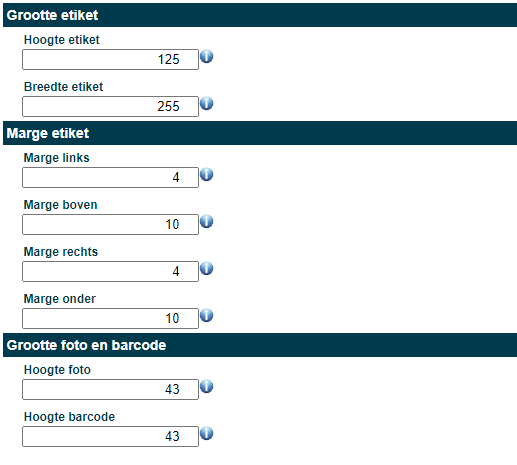 Grootte etiket
Hoogte etiket
125
Breedte etiket
255
Marge etiket
Marge links
4
Marge boven
10
Marge rechts
4
Marge onder
10
Grootte foto en barcode
Hoogte foto
43
Hoogte barcode
43